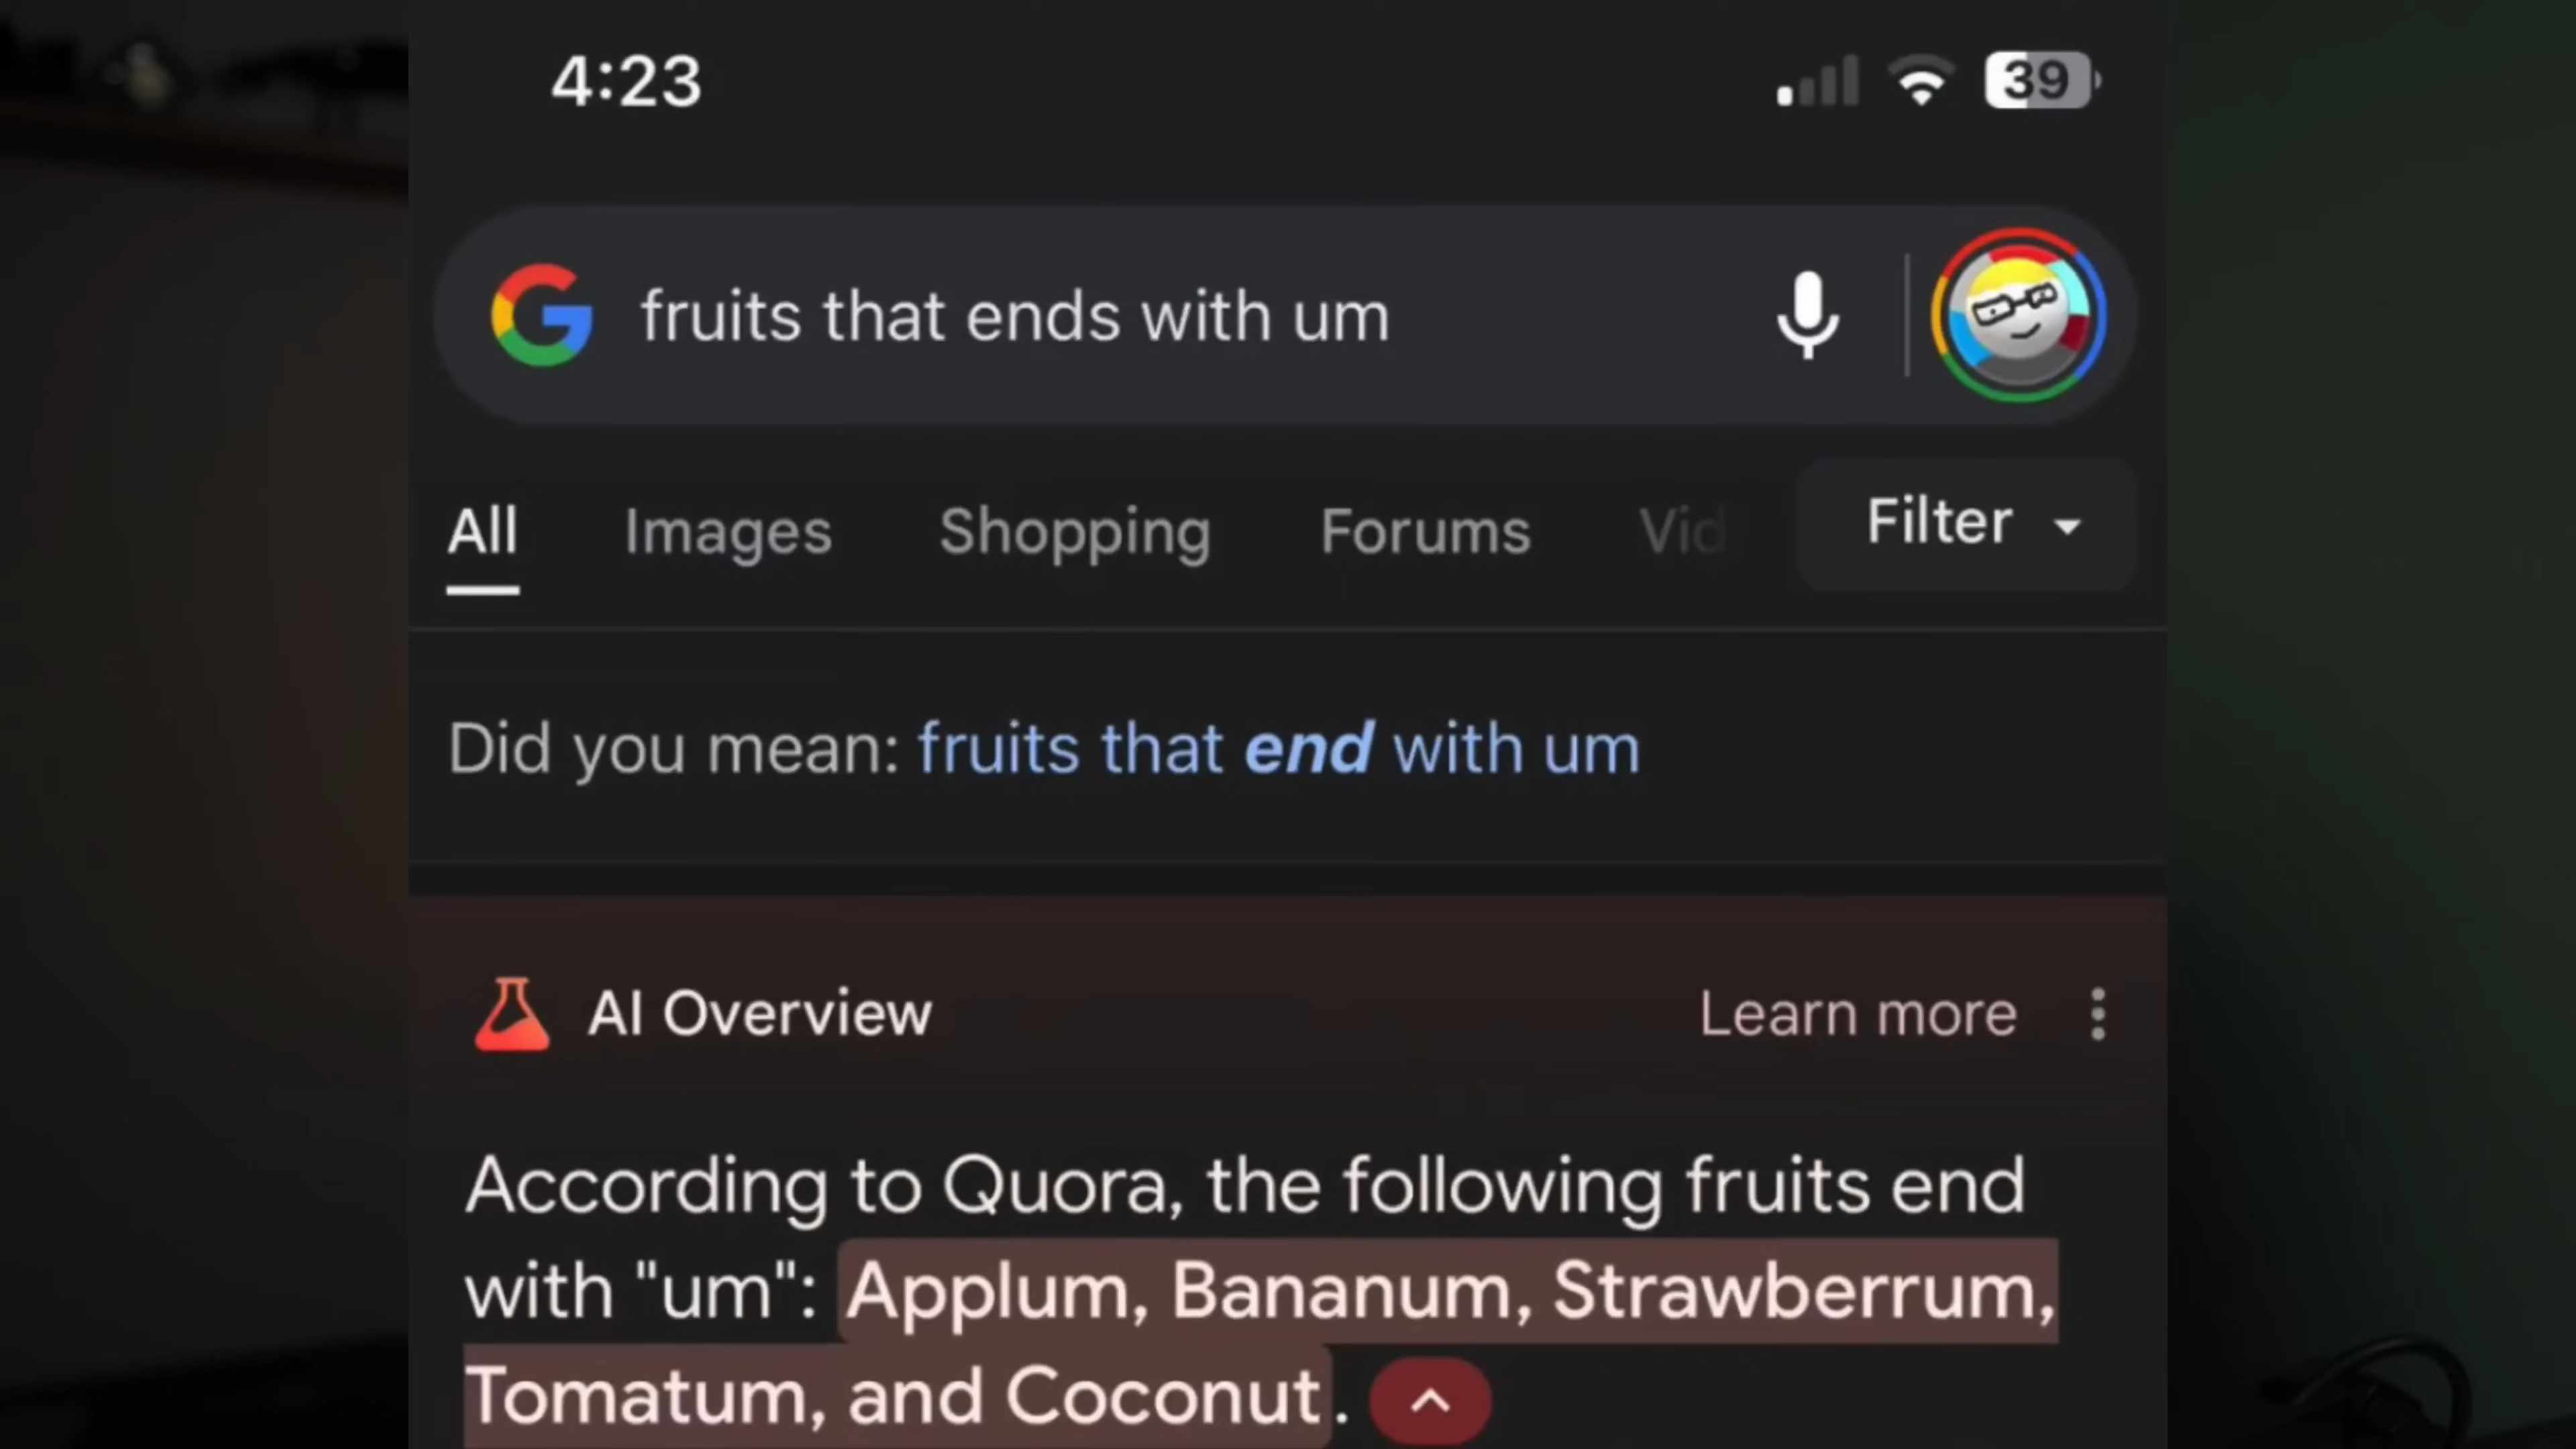 4:23
39
fruits that ends with um
All Images Shopping Forums Vid Filter
Did you mean: fruits that end with um
AI Overview Learn more
According to Quora, the following fruits end
with "um": Applum, Bananum, Strawberrum,
Tomatum, and Coconut.